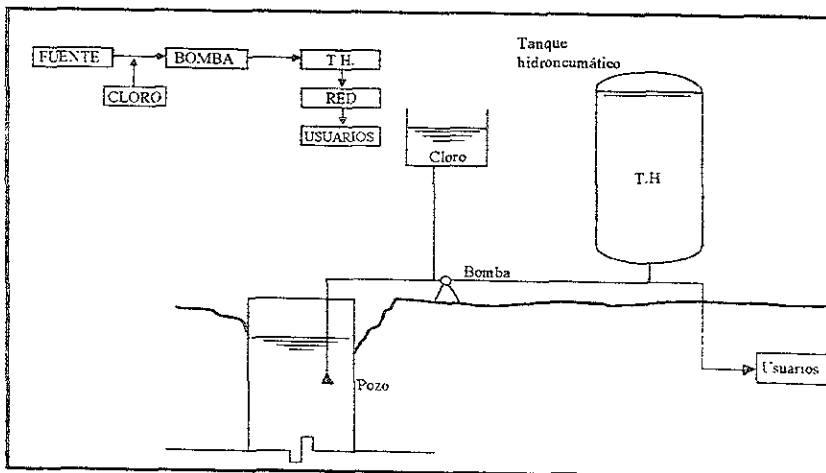 FUENTE
BOMBA
T H.
CLORO
RED
USUARIOS
Tanque
hidroneumático
Cloro
T.H
Bomba
Pozo
Usuarios